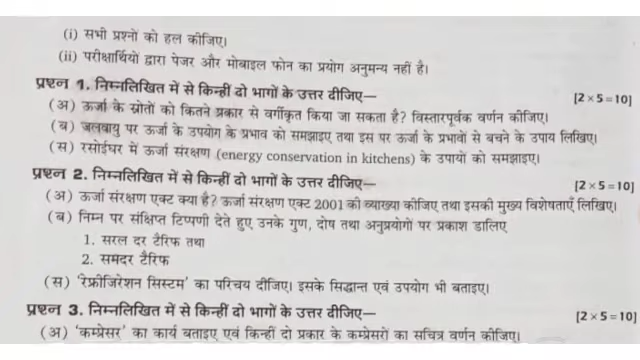 (i) सभी प्रश्नो को हल कीजिए।
(ii) परीक्षार्थियों द्वारा पेजर और मोबाइल फोन का प्रयोग अनुमन्य नहीं है।
प्रश्न 1. निम्नलिखित में से किन्हीं दो भागों के उत्तर दीजिए— [2×5=10]
(अ) ऊर्जा के स्रोतों को कितने प्रकार से वर्गीकृत किया जा सकता है? विस्तारपूर्वक वर्णन कीजिए।
(ब) जलबायु पर ऊर्जा के उपयोग के प्रभाव को समझाइए तथा इस पर ऊर्जा के प्रभावों से बचने के उपाय लिखिए।
(स) रसोईघर में ऊर्जा संरक्षण (energy conservation in kitchens) के उपायों को समझाइए।
प्रश्न 2. निम्नलिखित में से किन्हीं दो भागों के उत्तर दीजिए— [2×5=10]
(अ) ऊर्जा संरक्षण एक्ट क्या है? ऊर्जा संरक्षण एक्ट 2001 की व्याख्या कीजिए तथा इसकी मुख्य विशेषताएँ लिखिए।
(ब) निम्न पर संक्षिप्त टिप्पणी देते हुए उनके गुण, दोष तथा अनुप्रयोगों पर प्रकाश डालिए
1. सरल दर टैरिफ तथा
2. समदर टैरिफ
(स) 'रेफ्रीजिरेशन सिस्टम' का परिचय दीजिए। इसके सिद्धान्त एवं उपयोग भी बताइए।
प्रश्न 3. निम्नलिखित में से किन्हीं दो भागों के उत्तर दीजिए— [2×5=10]
(अ) 'कम्प्रेसर' का कार्य बताइए एवं किन्हीं दो प्रकार के कम्प्रेसरों का सचित्र वर्णन कीजिए।